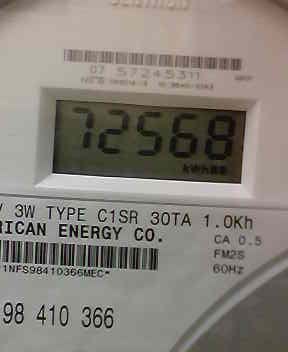 07 57245311
72568
kWh
V 3W TYPE C1SR 30TA 1.0Kh
RICAN ENERGY CO.
CA 0.5
FM2S
60Hz
1NFS98410366MEC*
98 410 366